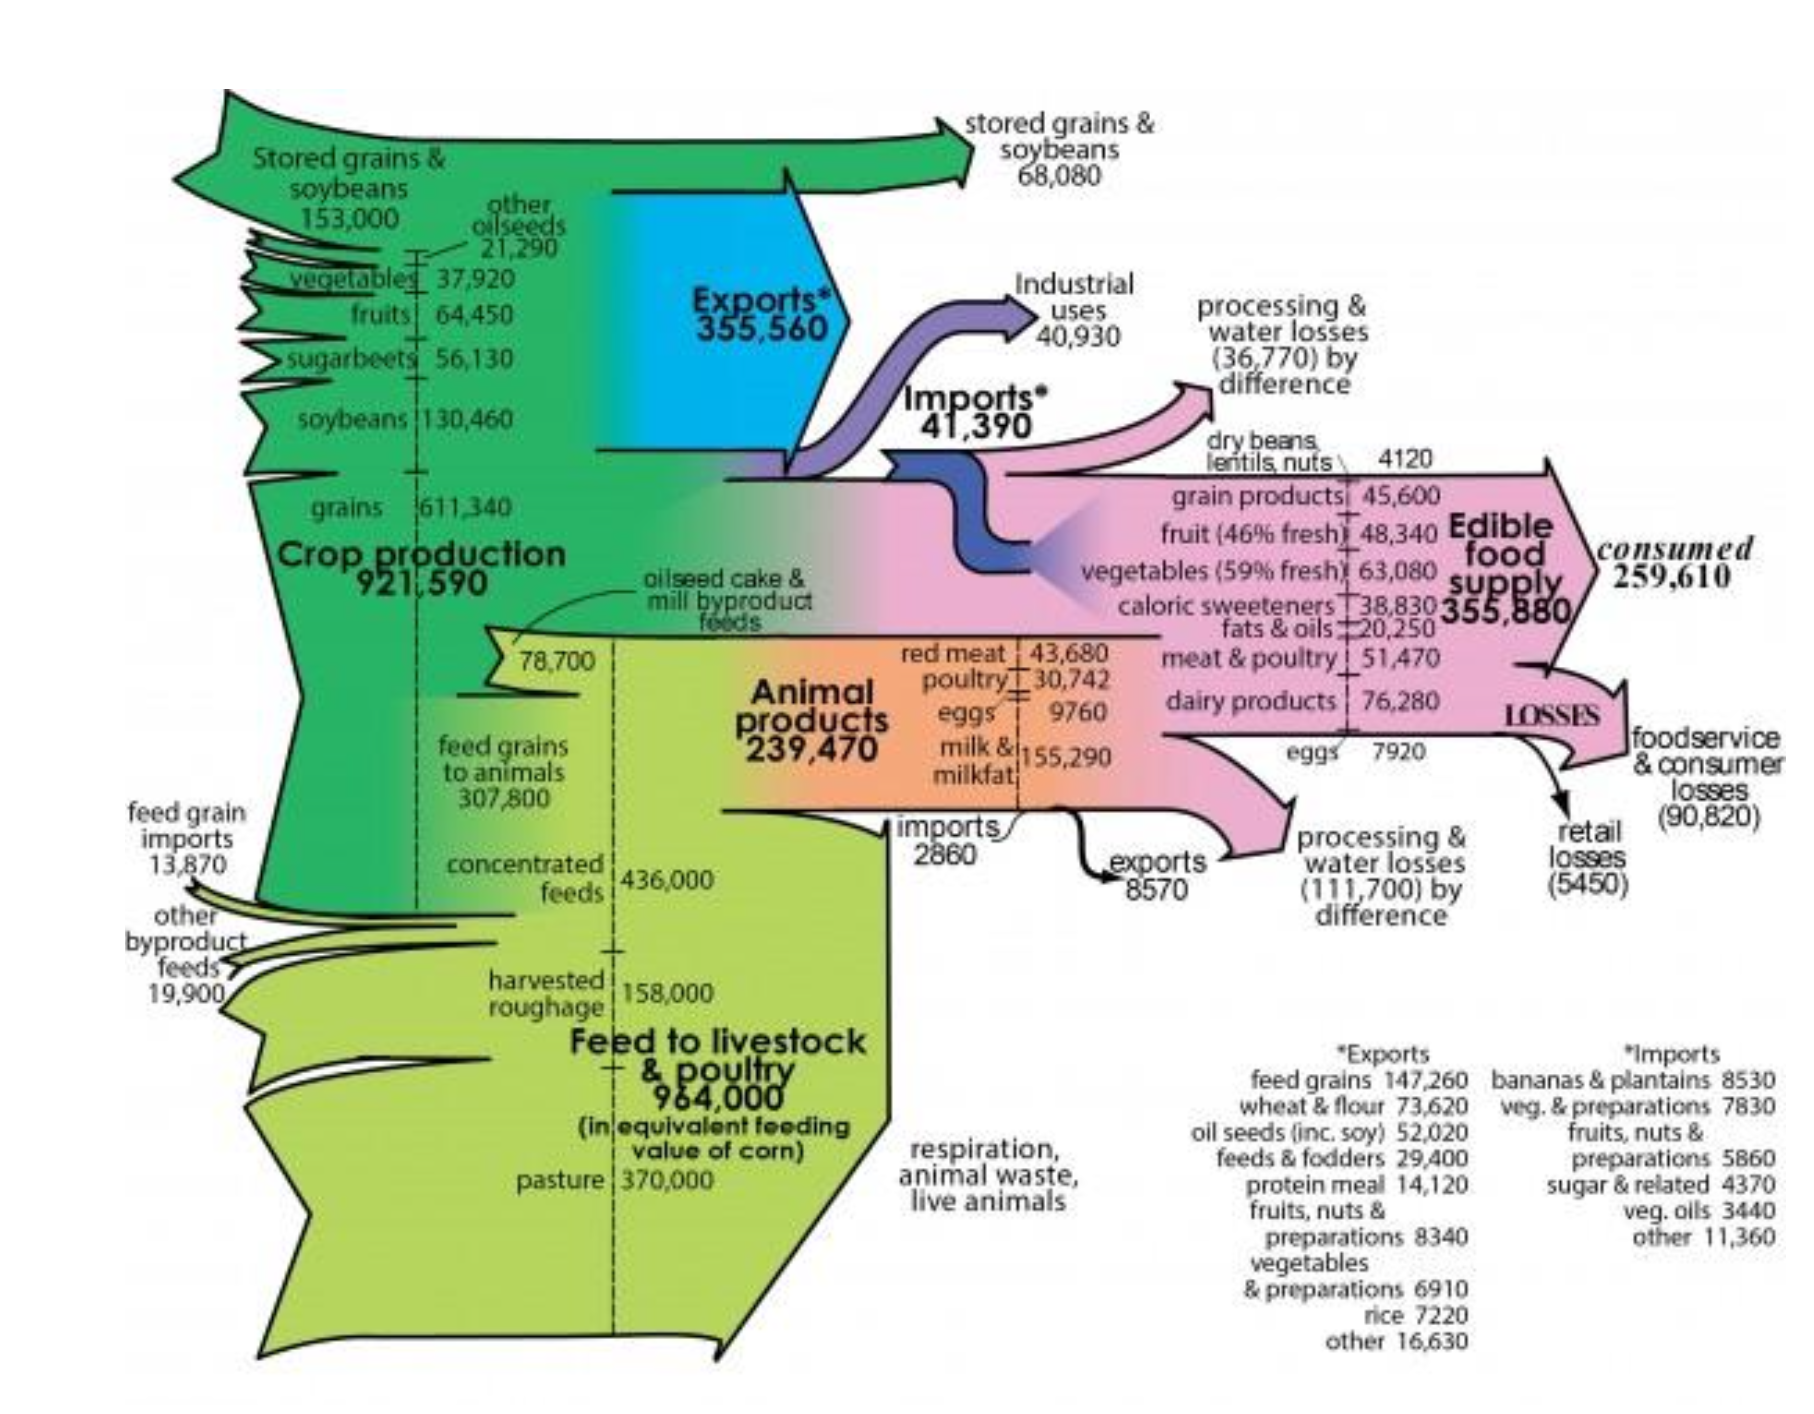 stored grains &
soybeans
68,080
Stored grains &
soybeans
153,000
other
oilseeds
21,290
vegetables 37,920
fruits 64,450
sugarbeets 56,130
soybeans 130,460
grains 611,340
Crop production
921,590
Exports*
355,560
Industrial
uses
40,930
Imports*
41,390
processing &
water losses
(36,770) by
difference
dry beans,
lentils, nuts 4120
grain products 45,600
fruit (46% fresh) 48,340
vegetables (59% fresh) 63,080
caloric sweeteners 38,830
fats & oils 20,250
meat & poultry 51,470
dairy products 76,280
eggs 7920
Edible
food
supply
355,880
consumed
259,610
LOSSES
foodservice
& consumer
losses
(90,820)
retail
losses
(5450)
oilseed cake &
mill byproduct
feeds
78,700
Animal
products
239,470
red meat 43,680
poultry 30,742
eggs 9760
milk &
milkfat 155,290
imports
2860
exports
8570
processing &
water losses
(111,700) by
difference
feed grains
to animals
307,800
feed grain
imports
13,870
other
byproduct
feeds
19,900
concentrated
feeds 436,000
harvested
roughage 158,000
Feed to livestock
& poultry
964,000
(in equivalent feeding
value of corn)
pasture 370,000
respiration,
animal waste,
live animals
*Exports
feed grains 147,260
wheat & flour 73,620
oil seeds (inc. soy) 52,020
feeds & fodders 29,400
protein meal 14,120
fruits, nuts &
preparations 8340
vegetables
& preparations 6910
rice 7220
other 16,630
*Imports
bananas & plantains 8530
veg. & preparations 7830
fruits, nuts &
preparations 5860
sugar & related 4370
veg. oils 3440
other 11,360